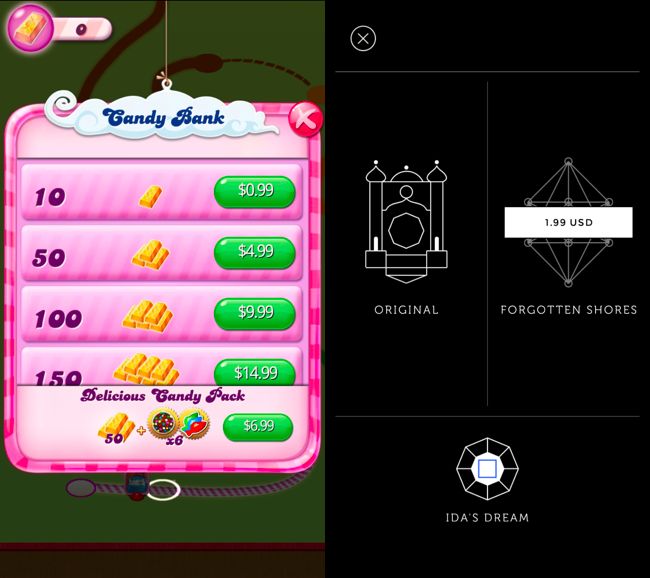 0
Candy Bank
10 $0.99
50 $4.99
100 $9.99
150 $14.99
Delicious Candy Pack
50 + x6 $6.99
ORIGINAL
1.99 USD
FORGOTTEN SHORES
IDA'S DREAM